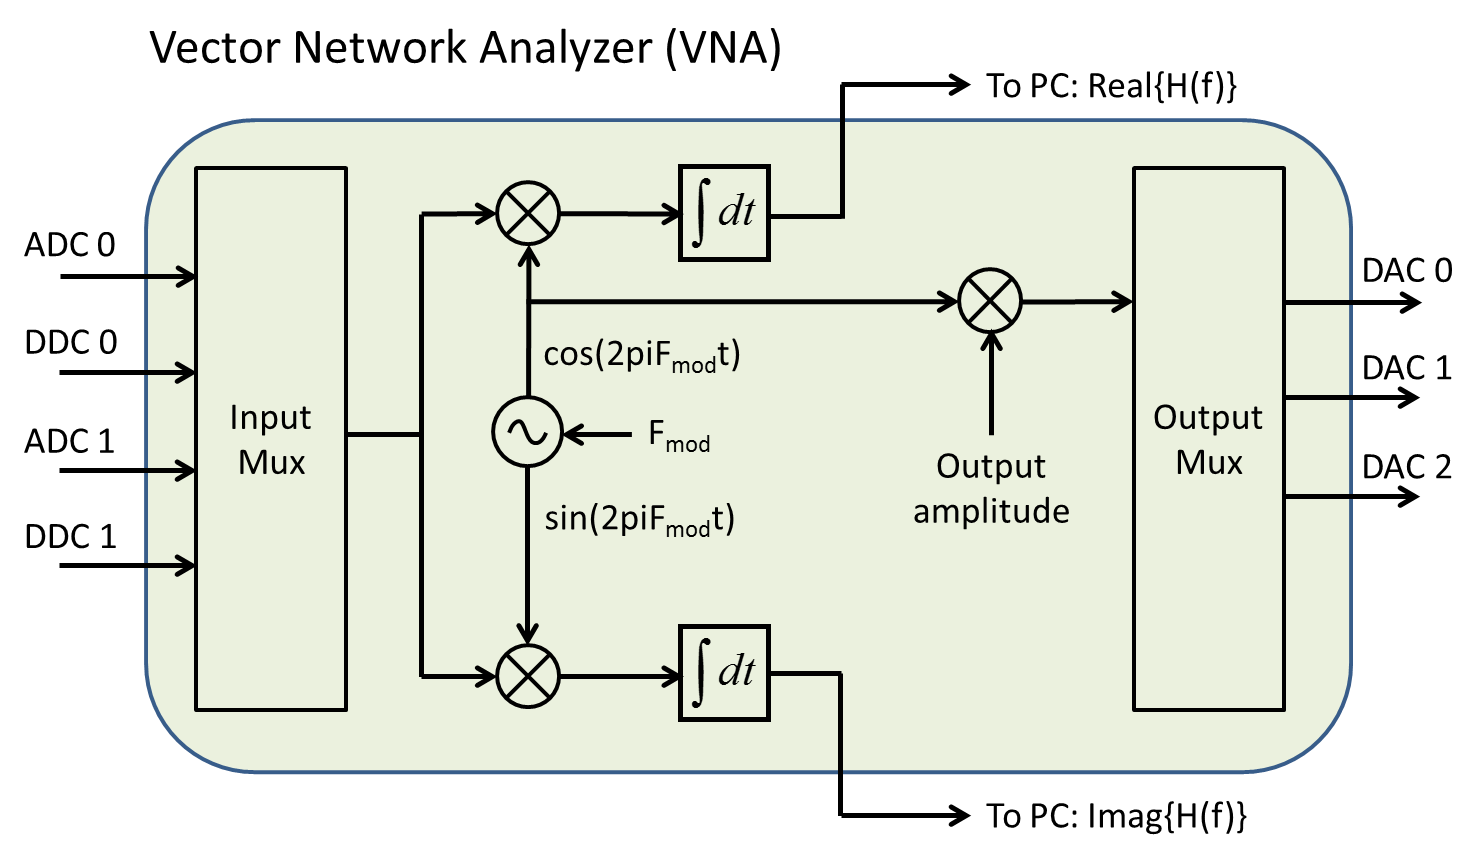 Vector Network Analyzer (VNA)
To PC: Real{H(f)}
∫ dt
ADC 0
DDC 0
ADC 1
DDC 1
Input
Mux
cos(2piFmodt)
Fmod
sin(2piFmodt)
Output
amplitude
Output
Mux
DAC 0
DAC 1
DAC 2
∫ dt
To PC: Imag{H(f)}